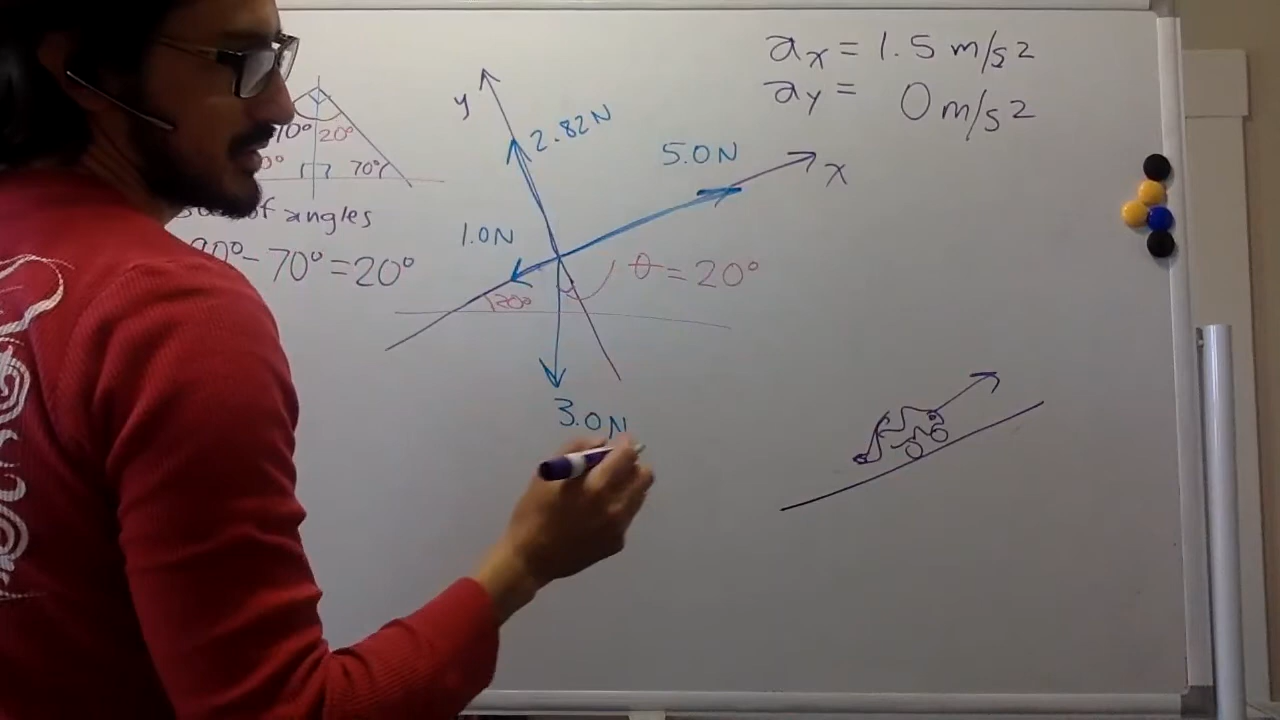 ax = 1.5 m/s²
ay = 0 m/s²
y
2.82N
5.0N
x
70° 20°
70°
of angles
90° - 70° = 20°
1.0N
20°
θ = 20°
3.0N